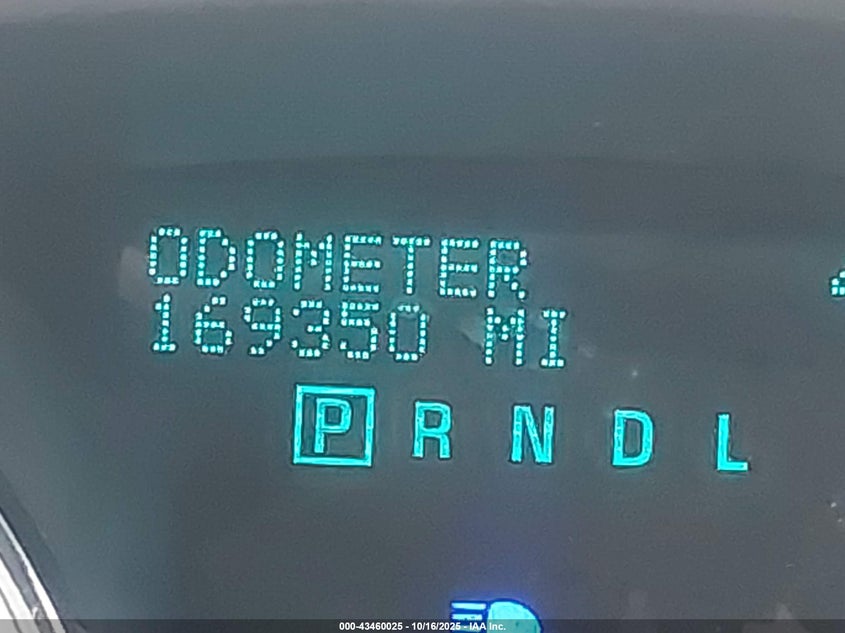 ODOMETER
169350 MI
P R N D L
000-43460025 - 10/16/2025 - IAA Inc.